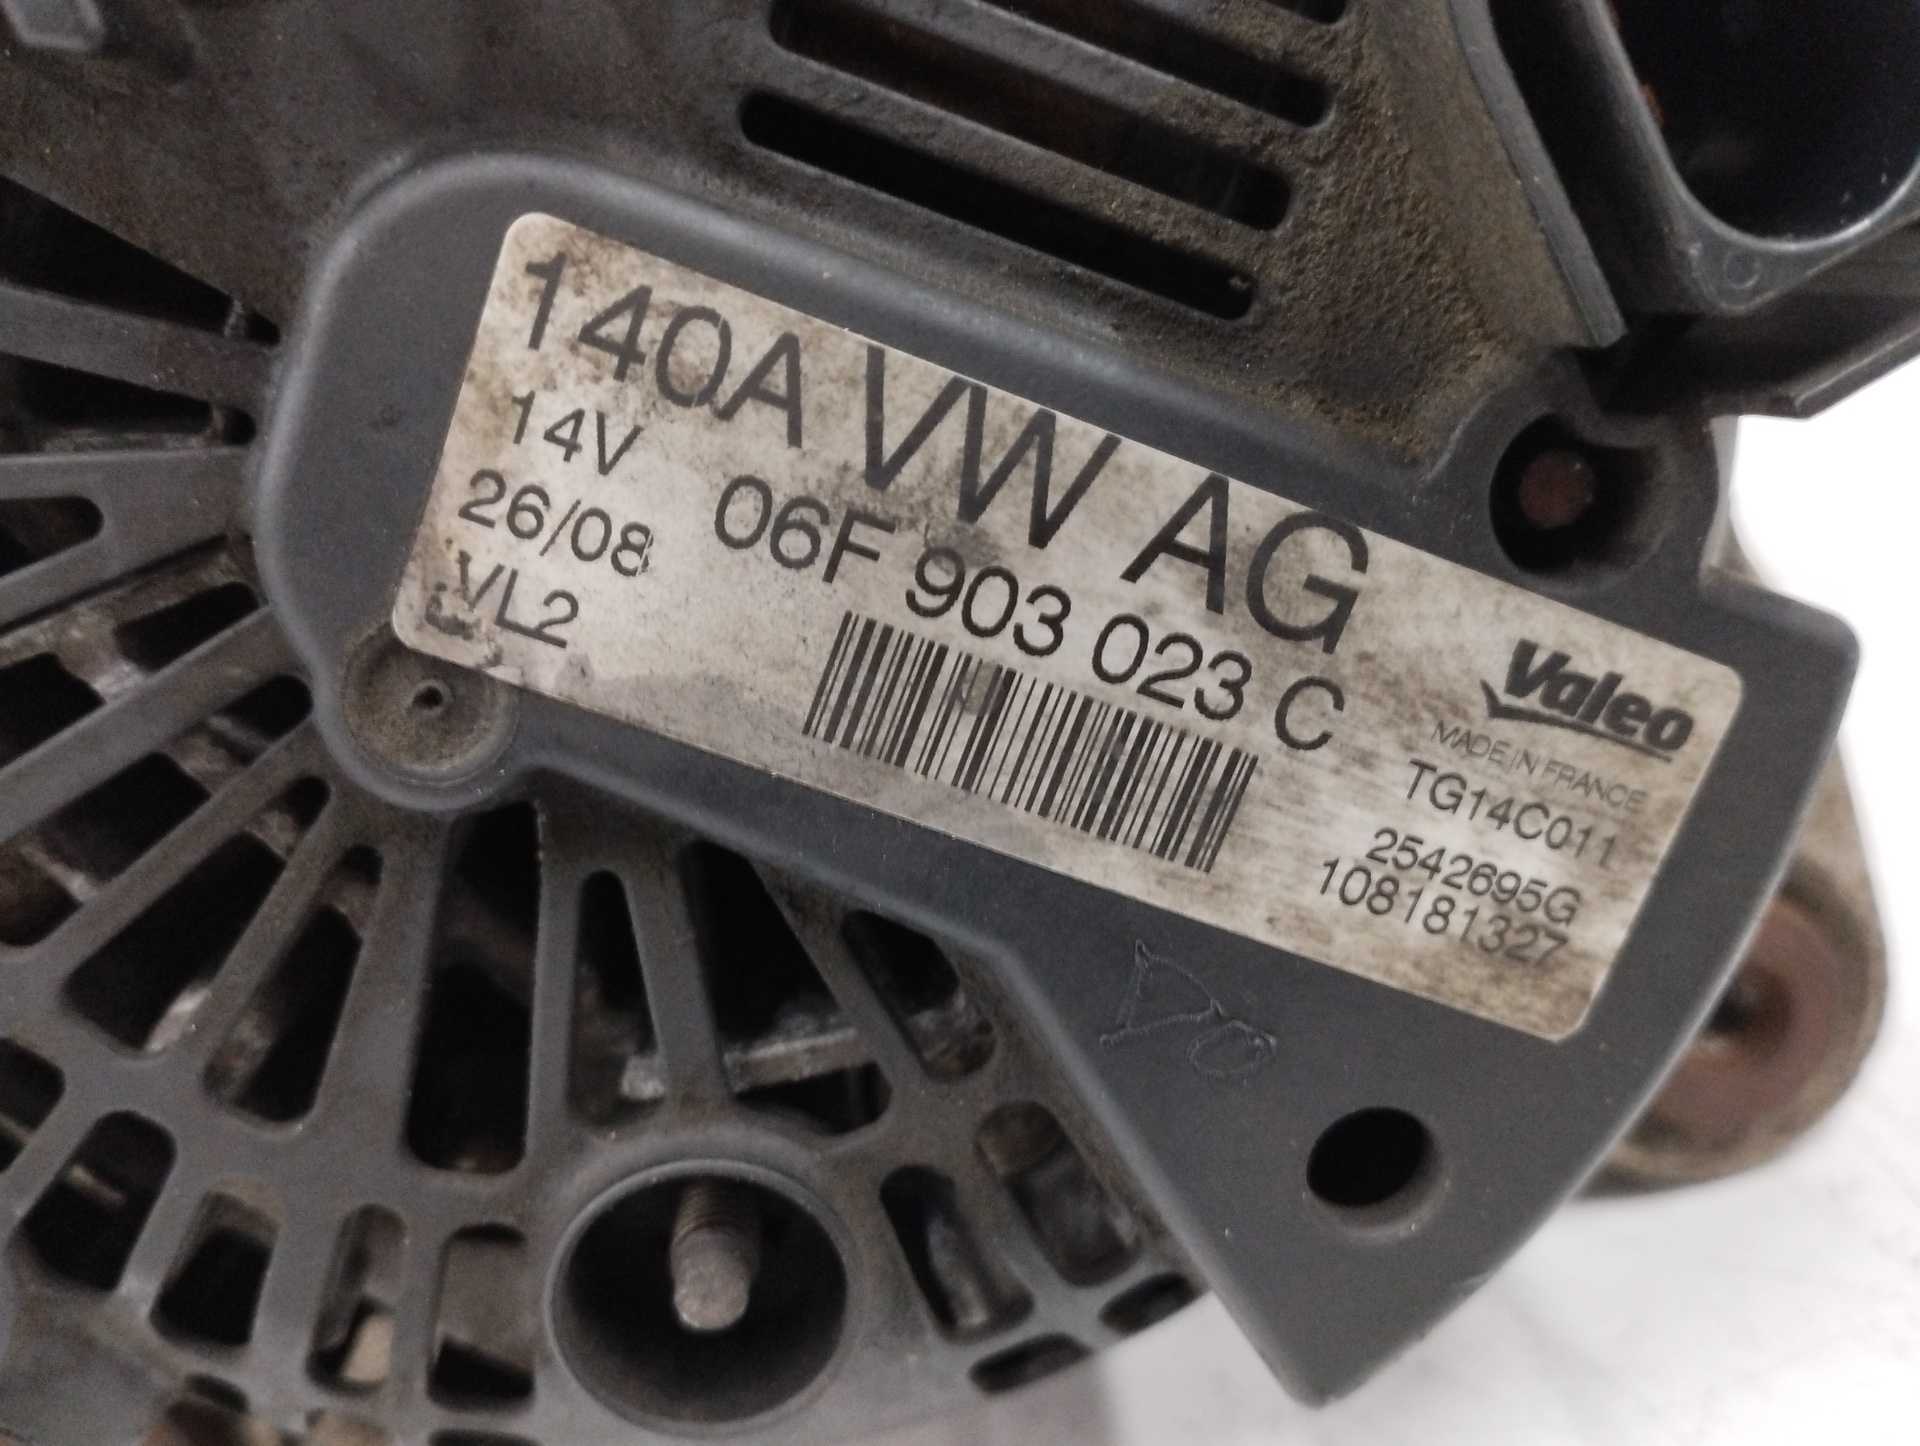 140A VW AG
14V 06F 903 023 C
26/08
VL2
Valeo
MADE IN FRANCE
TG14C011
2542695G
108181327